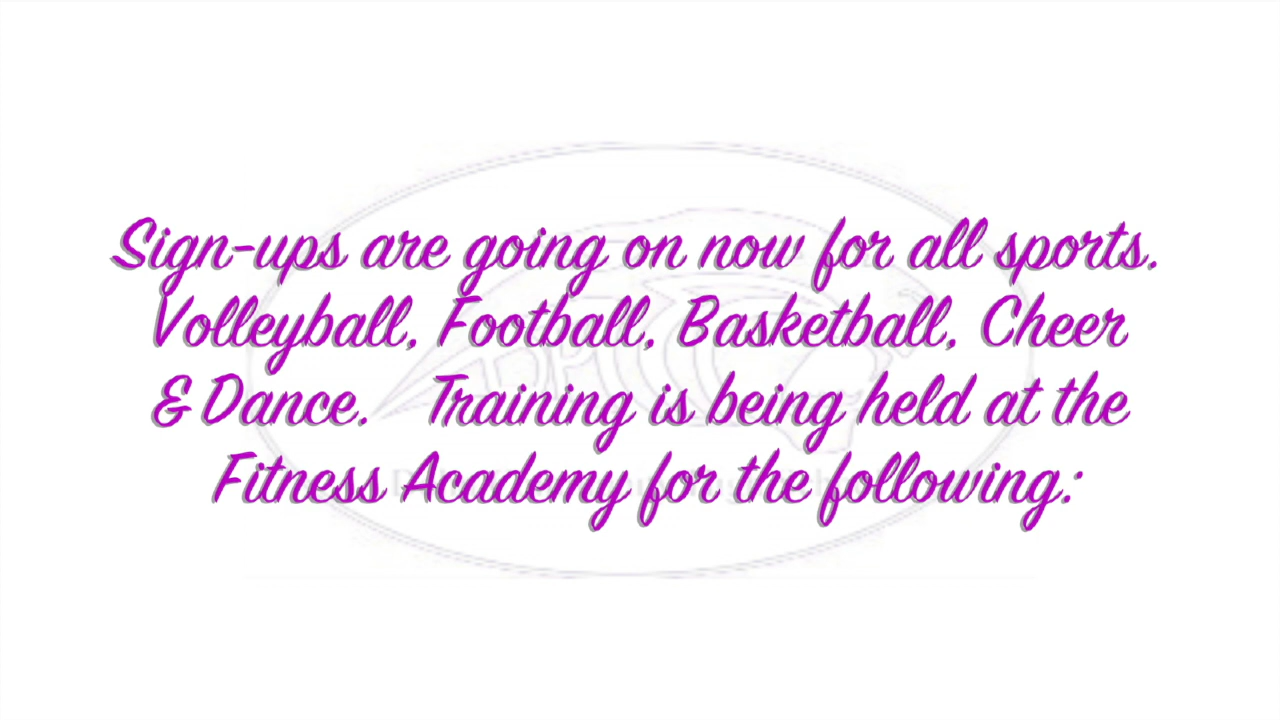 Sign-ups are going on now for all sports.
Volleyball, Football, Basketball, Cheer
& Dance. Training is being held at the
Fitness Academy for the following: